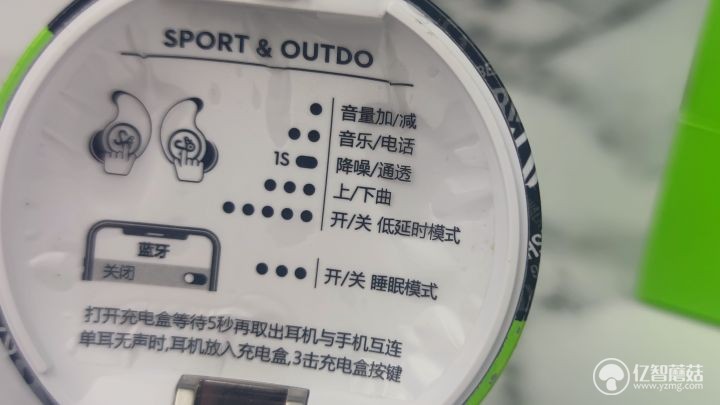 SPORT & OUTDO
音量加/减
音乐/电话
1S 降噪/通透
上/下曲
开/关 低延时模式
蓝牙
关闭
开/关 睡眠模式
打开充电盒等待5秒再取出耳机与手机互连
单耳无声时,耳机放入充电盒,3击充电盒按键
亿智蘑菇
www.yzmg.com